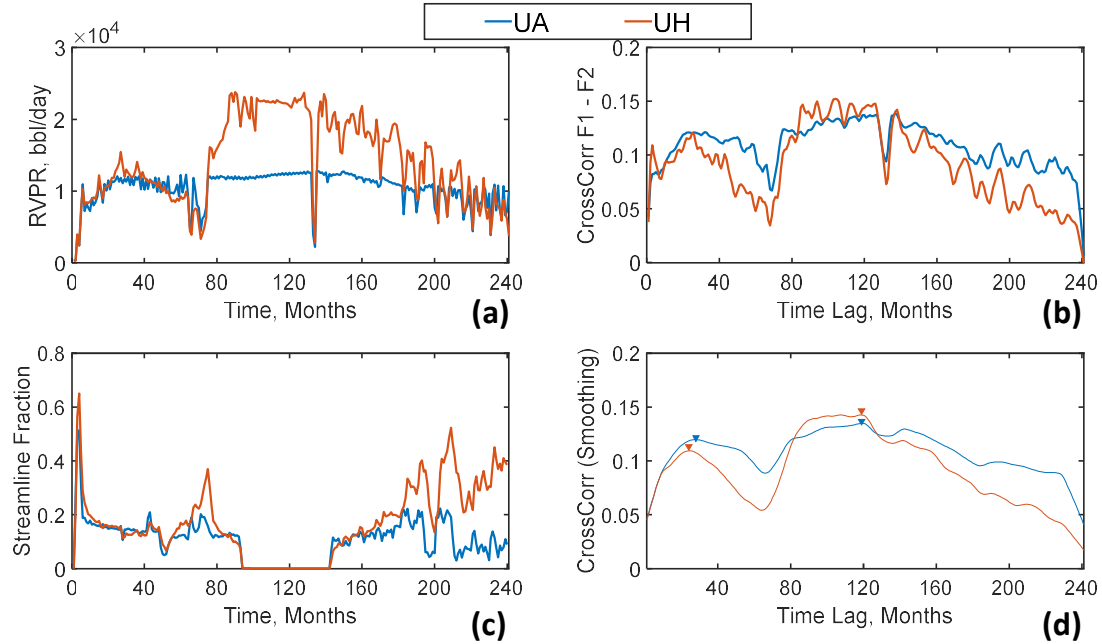 UA UH
×10⁴
3
2
1
0
RVPR, bbl/day
0 40 80 120 160 200 240
Time, Months
(a)
0.2
0.15
0.1
0.05
0
CrossCorr F1 - F2
0 40 80 120 160 200 240
Time Lag, Months
(b)
0.8
0.6
0.4
0.2
0
Streamline Fraction
0 40 80 120 160 200 240
Time, Months
(c)
0.2
0.15
0.1
0.05
0
CrossCorr (Smoothing)
0 40 80 120 160 200 240
Time Lag, Months
(d)